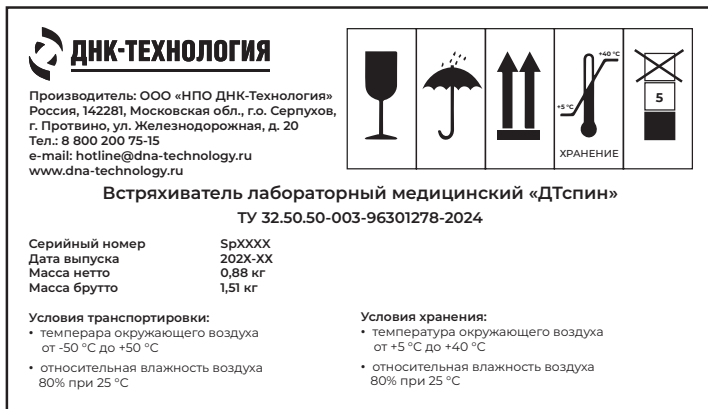 ДНК-ТЕХНОЛОГИЯ
Производитель: ООО «НПО ДНК-Технология»
Россия, 142281, Московская обл., г.о. Серпухов,
г. Протвино, ул. Железнодорожная, д. 20
Тел.: 8 800 200 75-15
e-mail: hotline@dna-technology.ru
www.dna-technology.ru
+40 °C
+5 °C
ХРАНЕНИЕ
5
Встряхиватель лабораторный медицинский «ДТспин»
ТУ 32.50.50-003-96301278-2024
Серийный номер SpXXXX
Дата выпуска 202X-XX
Масса нетто 0,88 кг
Масса брутто 1,51 кг
Условия транспортировки:
• темперара окружающего воздуха
от -50 °C до +50 °C
• относительная влажность воздуха
80% при 25 °C
Условия хранения:
• температура окружающего воздуха
от +5 °C до +40 °C
• относительная влажность воздуха
80% при 25 °C